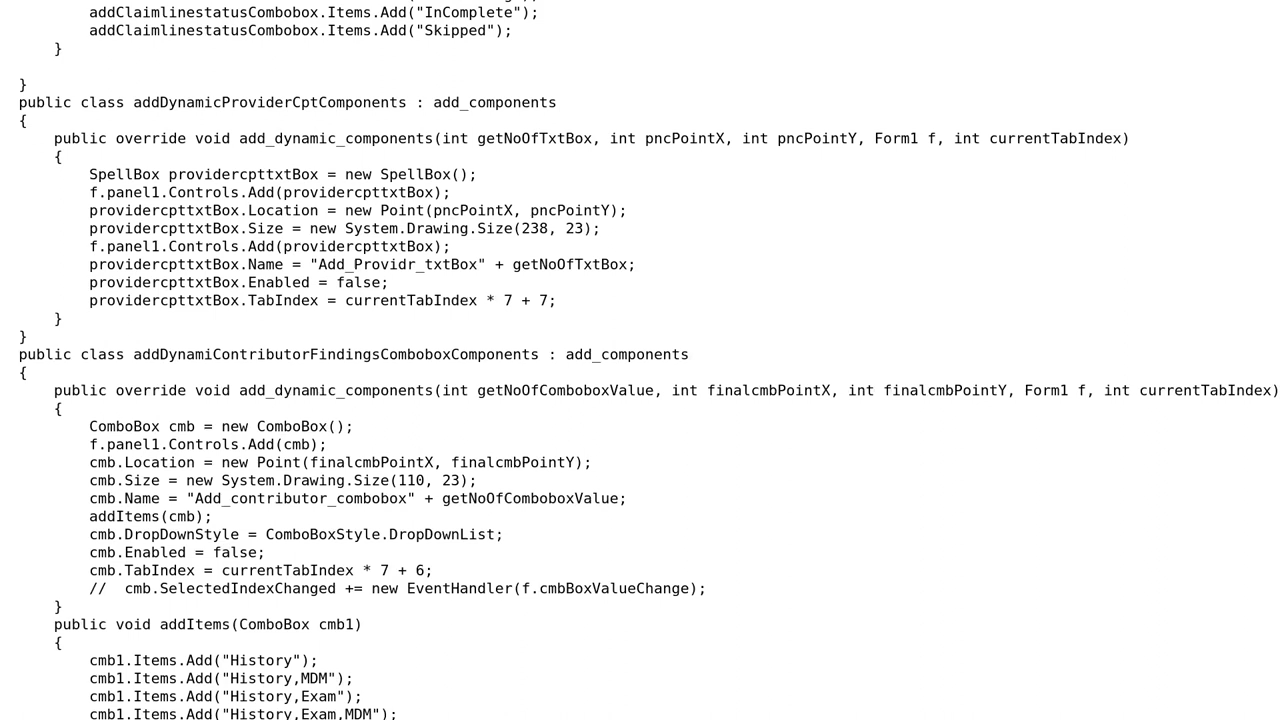 addClaimlinestatusCombobox.Items.Add("InComplete");
addClaimlinestatusCombobox.Items.Add("Skipped");
}
}
public class addDynamicProviderCptComponents : add_components
{
public override void add_dynamic_components(int getNoOfTxtBox, int pncPointX, int pncPointY, Form1 f, int currentTabIndex)
{
SpellBox providercpttxtBox = new SpellBox();
f.panel1.Controls.Add(providercpttxtBox);
providercpttxtBox.Location = new Point(pncPointX, pncPointY);
providercpttxtBox.Size = new System.Drawing.Size(238, 23);
f.panel1.Controls.Add(providercpttxtBox);
providercpttxtBox.Name = "Add_Providr_txtBox" + getNoOfTxtBox;
providercpttxtBox.Enabled = false;
providercpttxtBox.TabIndex = currentTabIndex * 7 + 7;
}
}
public class addDynamiContributorFindingsComboboxComponents : add_components
{
public override void add_dynamic_components(int getNoOfComboboxValue, int finalcmbPointX, int finalcmbPointY, Form1 f, int currentTabIndex)
{
ComboBox cmb = new ComboBox();
f.panel1.Controls.Add(cmb);
cmb.Location = new Point(finalcmbPointX, finalcmbPointY);
cmb.Size = new System.Drawing.Size(110, 23);
cmb.Name = "Add_contributor_combobox" + getNoOfComboboxValue;
addItems(cmb);
cmb.DropDownStyle = ComboBoxStyle.DropDownList;
cmb.Enabled = false;
cmb.TabIndex = currentTabIndex * 7 + 6;
//  cmb.SelectedIndexChanged += new EventHandler(f.cmbBoxValueChange);
}
public void addItems(ComboBox cmb1)
{
cmb1.Items.Add("History");
cmb1.Items.Add("History,MDM");
cmb1.Items.Add("History,Exam");
cmb1.Items.Add("History,Exam,MDM");